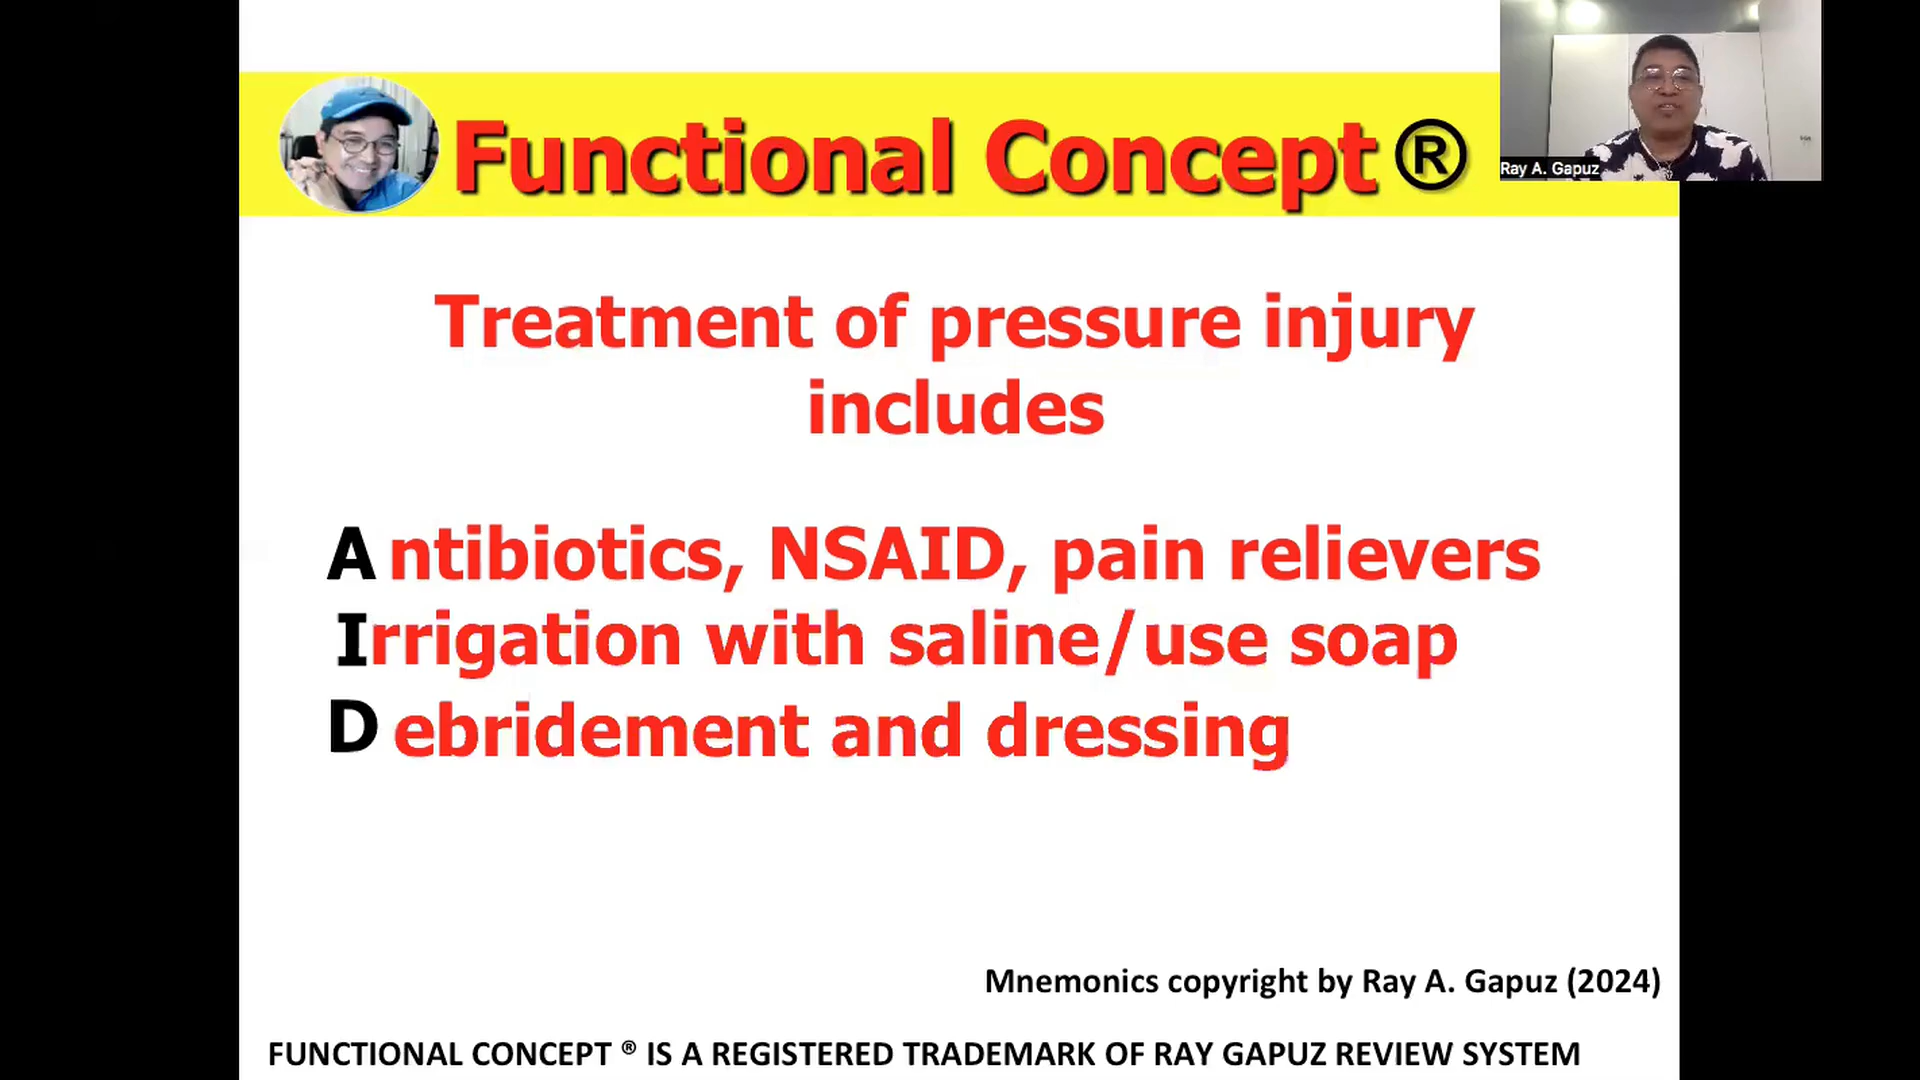 Functional Concept ®
Ray A. Gapuz
Treatment of pressure injury
includes
Antibiotics, NSAID, pain relievers
Irrigation with saline/use soap
Debridement and dressing
Mnemonics copyright by Ray A. Gapuz (2024)
FUNCTIONAL CONCEPT ® IS A REGISTERED TRADEMARK OF RAY GAPUZ REVIEW SYSTEM